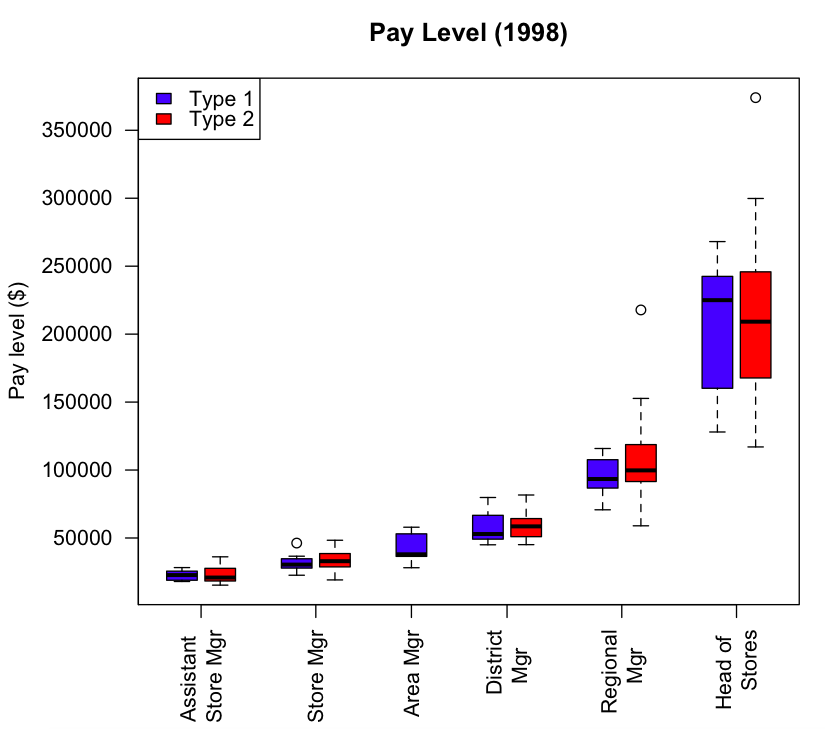 Pay Level (1998)
Type 1
Type 2
Pay level ($)
350000
300000
250000
200000
150000
100000
50000
Assistant
Store Mgr
Store Mgr
Area Mgr
District
Mgr
Regional
Mgr
Head of
Stores